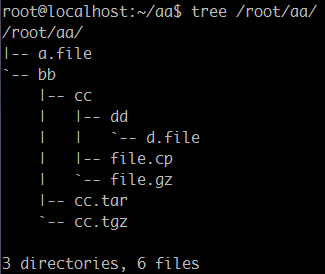 root@localhost:~/aa$ tree /root/aa/
/root/aa/
|-- a.file
`-- bb
    |-- cc
    |   |-- dd
    |   |   `-- d.file
    |   |-- file.cp
    |   `-- file.gz
    |-- cc.tar
    `-- cc.tgz

3 directories, 6 files